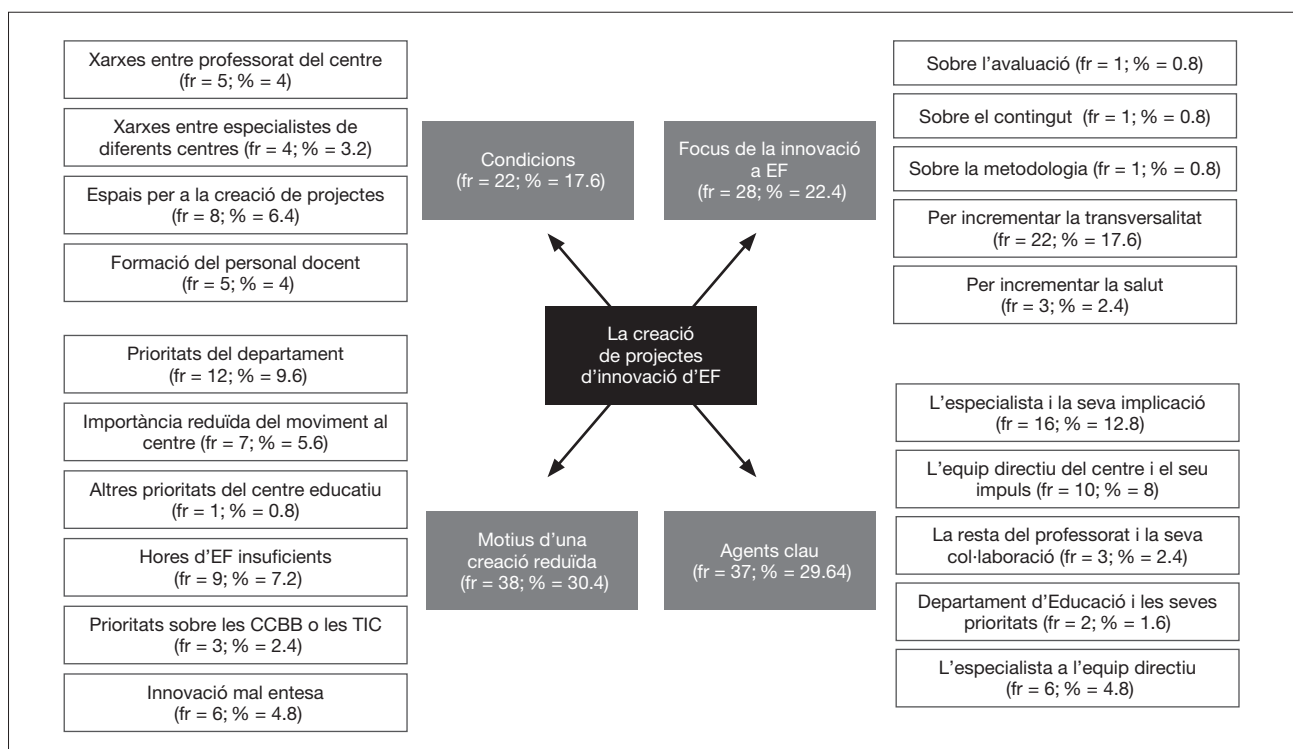 Xarxes entre professorat del centre
(fr = 5; % = 4)
Xarxes entre especialistes de
diferents centres (fr = 4; % = 3.2)
Espais per a la creació de projectes
(fr = 8; % = 6.4)
Formació del personal docent
(fr = 5; % = 4)
Condicions
(fr = 22; % = 17.6)
Focus de la innovació
a EF
(fr = 28; % = 22.4)
Sobre l'avaluació (fr = 1; % = 0.8)
Sobre el contingut (fr = 1; % = 0.8)
Sobre la metodologia (fr = 1; % = 0.8)
Per incrementar la transversalitat
(fr = 22; % = 17.6)
Per incrementar la salut
(fr = 3; % = 2.4)
La creació
de projectes
d'innovació d'EF
Prioritats del departament
(fr = 12; % = 9.6)
Importància reduïda del moviment al
centre (fr = 7; % = 5.6)
Altres prioritats del centre educatiu
(fr = 1; % = 0.8)
Hores d'EF insuficients
(fr = 9; % = 7.2)
Prioritats sobre les CCBB o les TIC
(fr = 3; % = 2.4)
Innovació mal entesa
(fr = 6; % = 4.8)
Motius d'una
creació reduïda
(fr = 38; % = 30.4)
Agents clau
(fr = 37; % = 29.64)
L'especialista i la seva implicació
(fr = 16; % = 12.8)
L'equip directiu del centre i el seu
impuls (fr = 10; % = 8)
La resta del professorat i la seva
col·laboració (fr = 3; % = 2.4)
Departament d'Educació i les seves
prioritats (fr = 2; % = 1.6)
L'especialista a l'equip directiu
(fr = 6; % = 4.8)